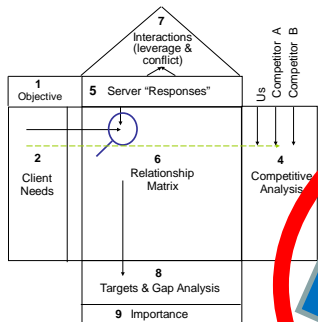 7
Interactions
(leverage &
conflict)
Us
Competitor A
Competitor B
1
Objective
5 Server “Responses”
2
Client
Needs
6
Relationship
Matrix
4
Competitive
Analysis
8
Targets & Gap Analysis
9 Importance